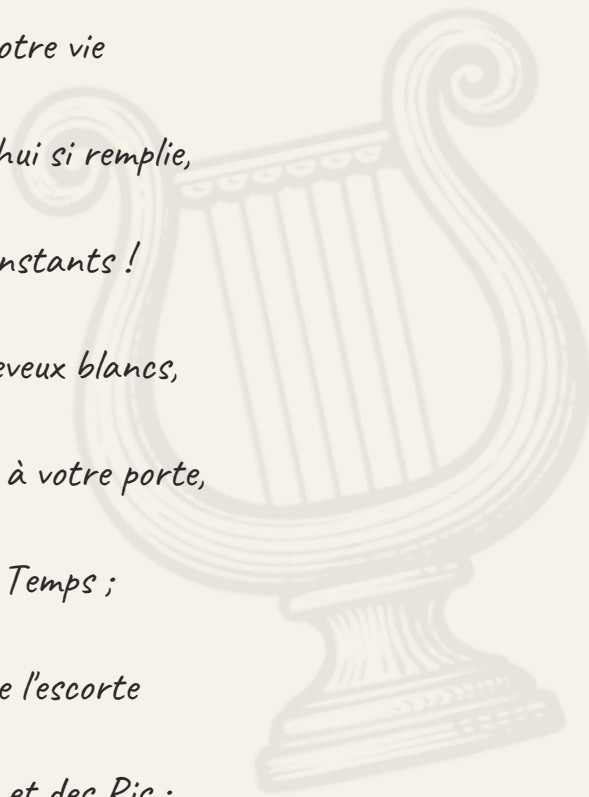 otre vie
hui si remplie,
nstants !
eveux blancs,
à votre porte,
Temps ;
e l'escorte
et des Ris ;